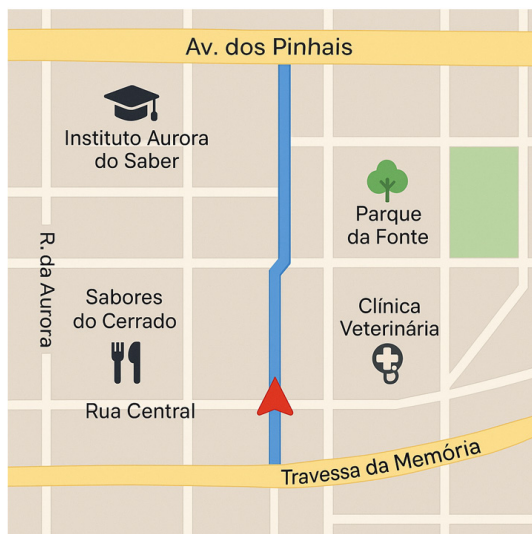 Av. dos Pinhais
Instituto Aurora
do Saber
Parque
da Fonte
R. da Aurora
Sabores
do Cerrado
Clínica
Veterinária
Rua Central
Travessa da Memória